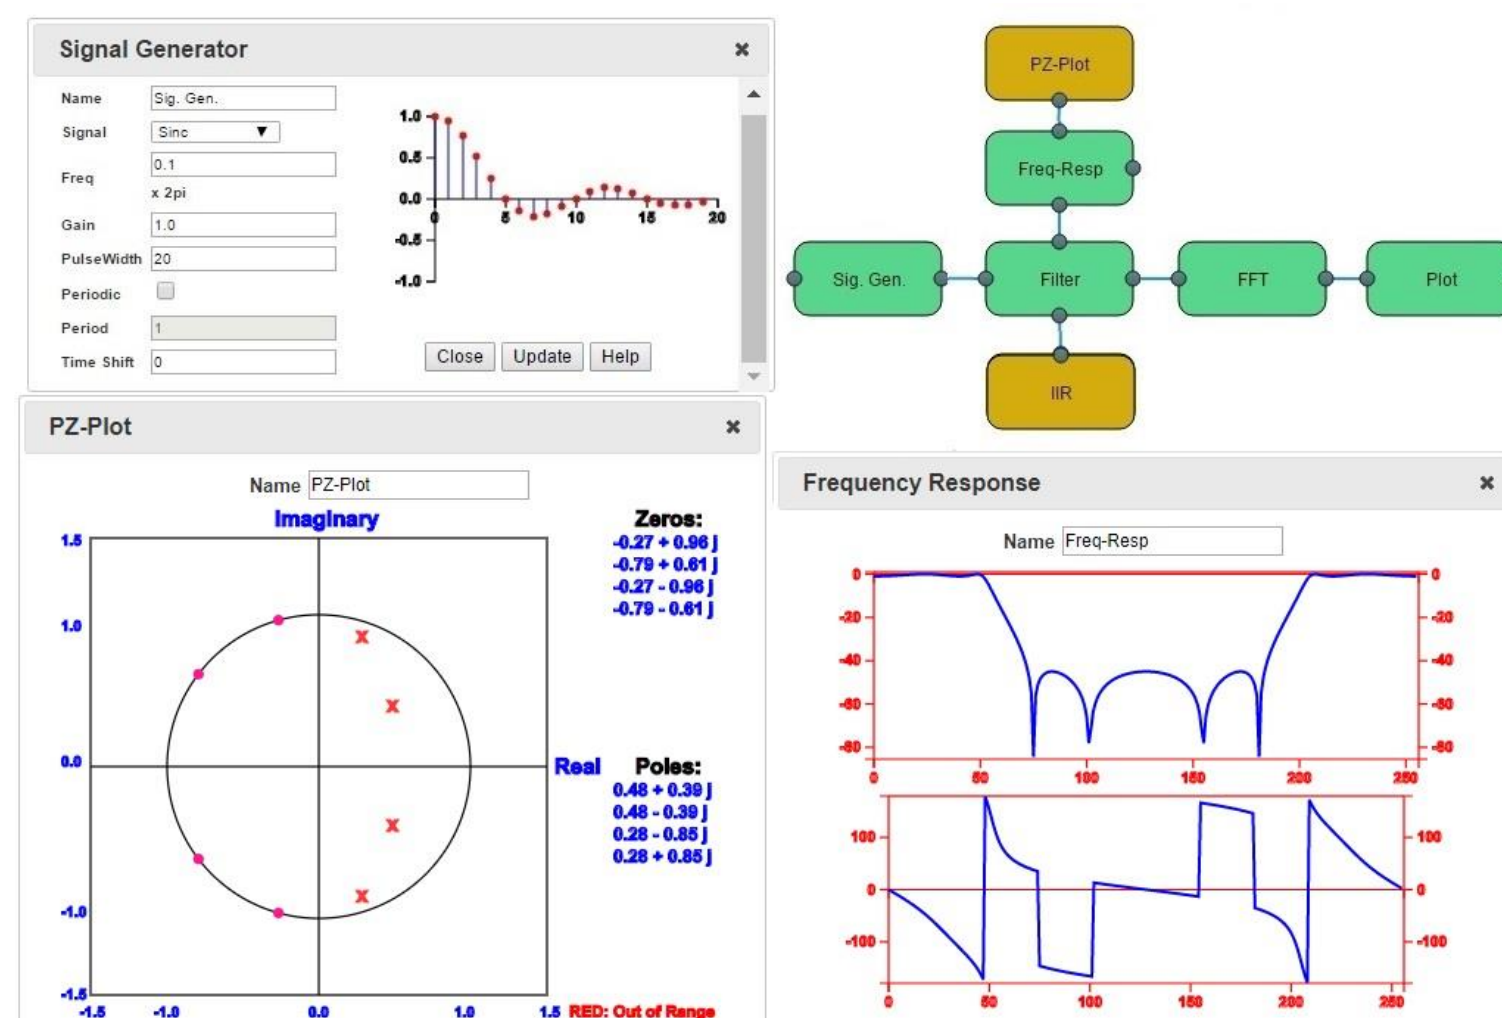 Signal Generator
Name Sig. Gen.
Signal Sinc
Freq 0.1
x 2pi
Gain 1.0
PulseWidth 20
Periodic
Period 1
Time Shift 0
1.0
0.5
0.0
-0.5
-1.0
0 5 10 15 20
Close Update Help
PZ-Plot
Freq-Resp
Sig. Gen. Filter FFT Plot
IIR
PZ-Plot
Name PZ-Plot
Imaginary
1.5
1.0
0.0
-1.0
-1.5
-1.5 -1.0 0.0 1.0 1.5
Real
Zeros:
-0.27 + 0.96 j
-0.79 + 0.61 j
-0.27 - 0.96 j
-0.79 - 0.61 j
Poles:
0.48 + 0.39 j
0.48 - 0.39 j
0.28 - 0.85 j
0.28 + 0.85 j
RED: Out of Range
Frequency Response
Name Freq-Resp
0 0
-20 -20
-40 -40
-60 -60
-80 -80
0 50 100 150 200 250
100 100
0 0
-100 -100
0 50 100 150 200 250